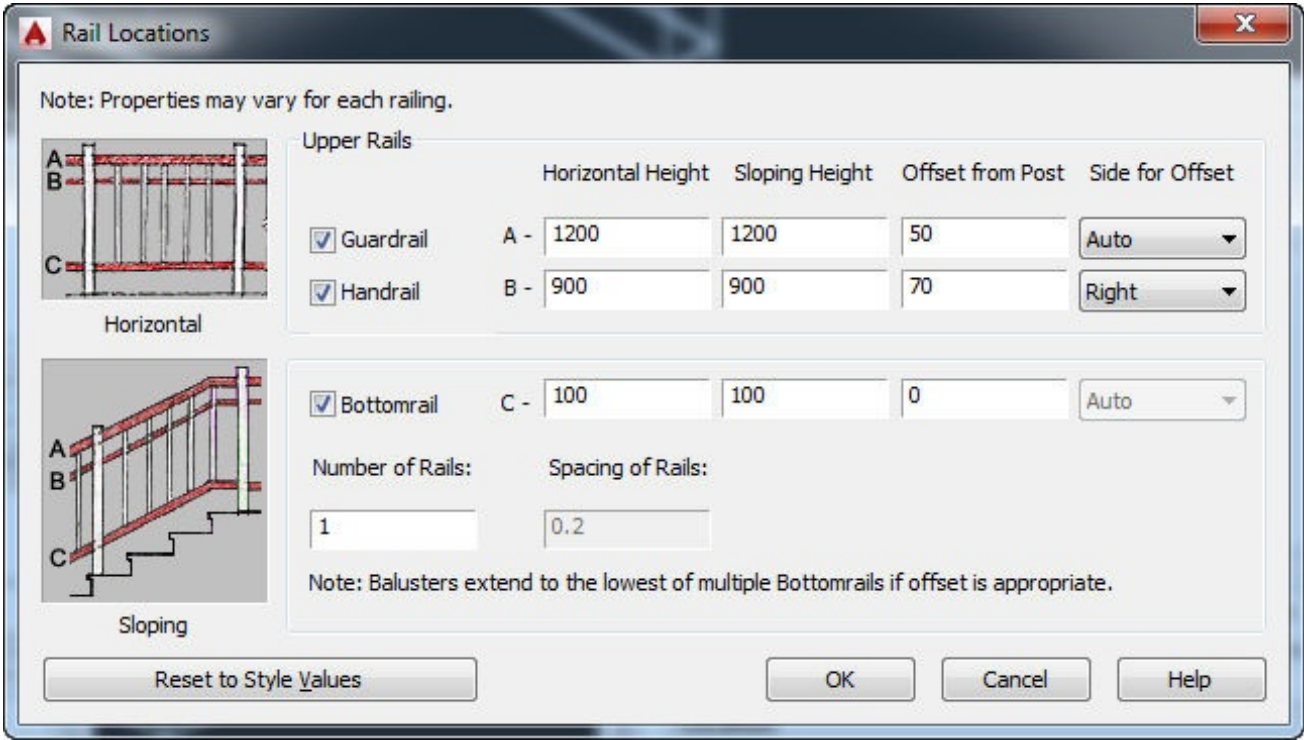 Rail Locations
Note: Properties may vary for each railing.
A
B
C
Horizontal
Upper Rails
Horizontal Height Sloping Height Offset from Post Side for Offset
Guardrail A - 1200 1200 50 Auto
Handrail B - 900 900 70 Right
A
B
C
Sloping
Bottomrail C - 100 100 0 Auto
Number of Rails: Spacing of Rails:
1 0.2
Note: Balusters extend to the lowest of multiple Bottomrails if offset is appropriate.
Reset to Style Values OK Cancel Help